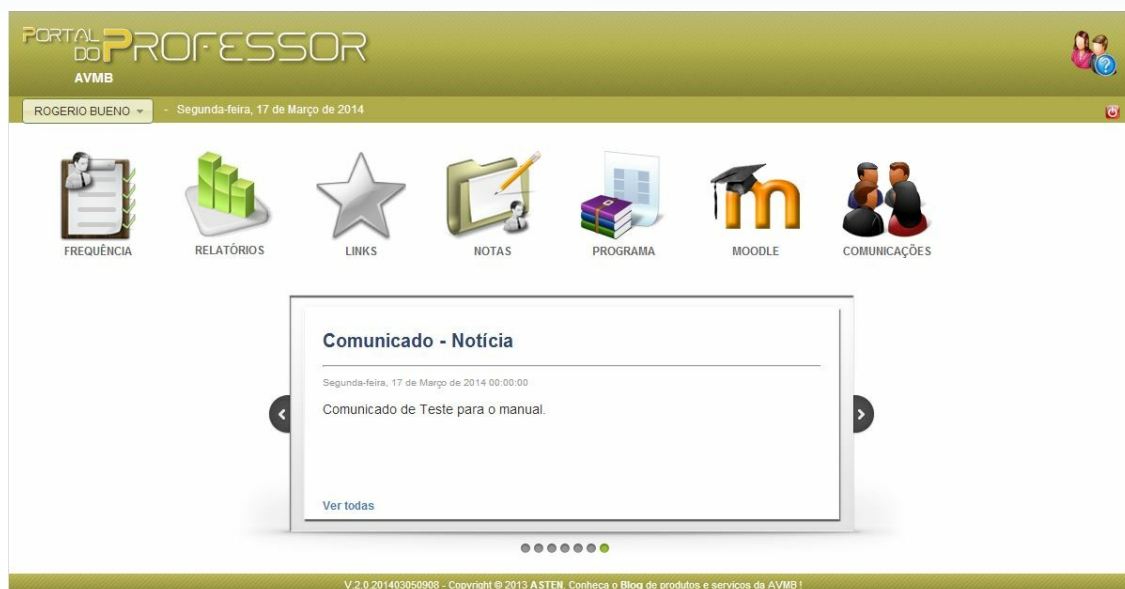 PORTAL DO PROFESSOR
AVMB
ROGERIO BUENO - Segunda-feira, 17 de Março de 2014
FREQUÊNCIA RELATÓRIOS LINKS NOTAS PROGRAMA MOODLE COMUNICAÇÕES
Comunicado - Notícia
Segunda-feira, 17 de Março de 2014 00:00:00
Comunicado de Teste para o manual.
Ver todas
V.2.0.201403050908 - Copyright © 2013 ASTEN. Conheça o Blog de produtos e serviços da AVMB !